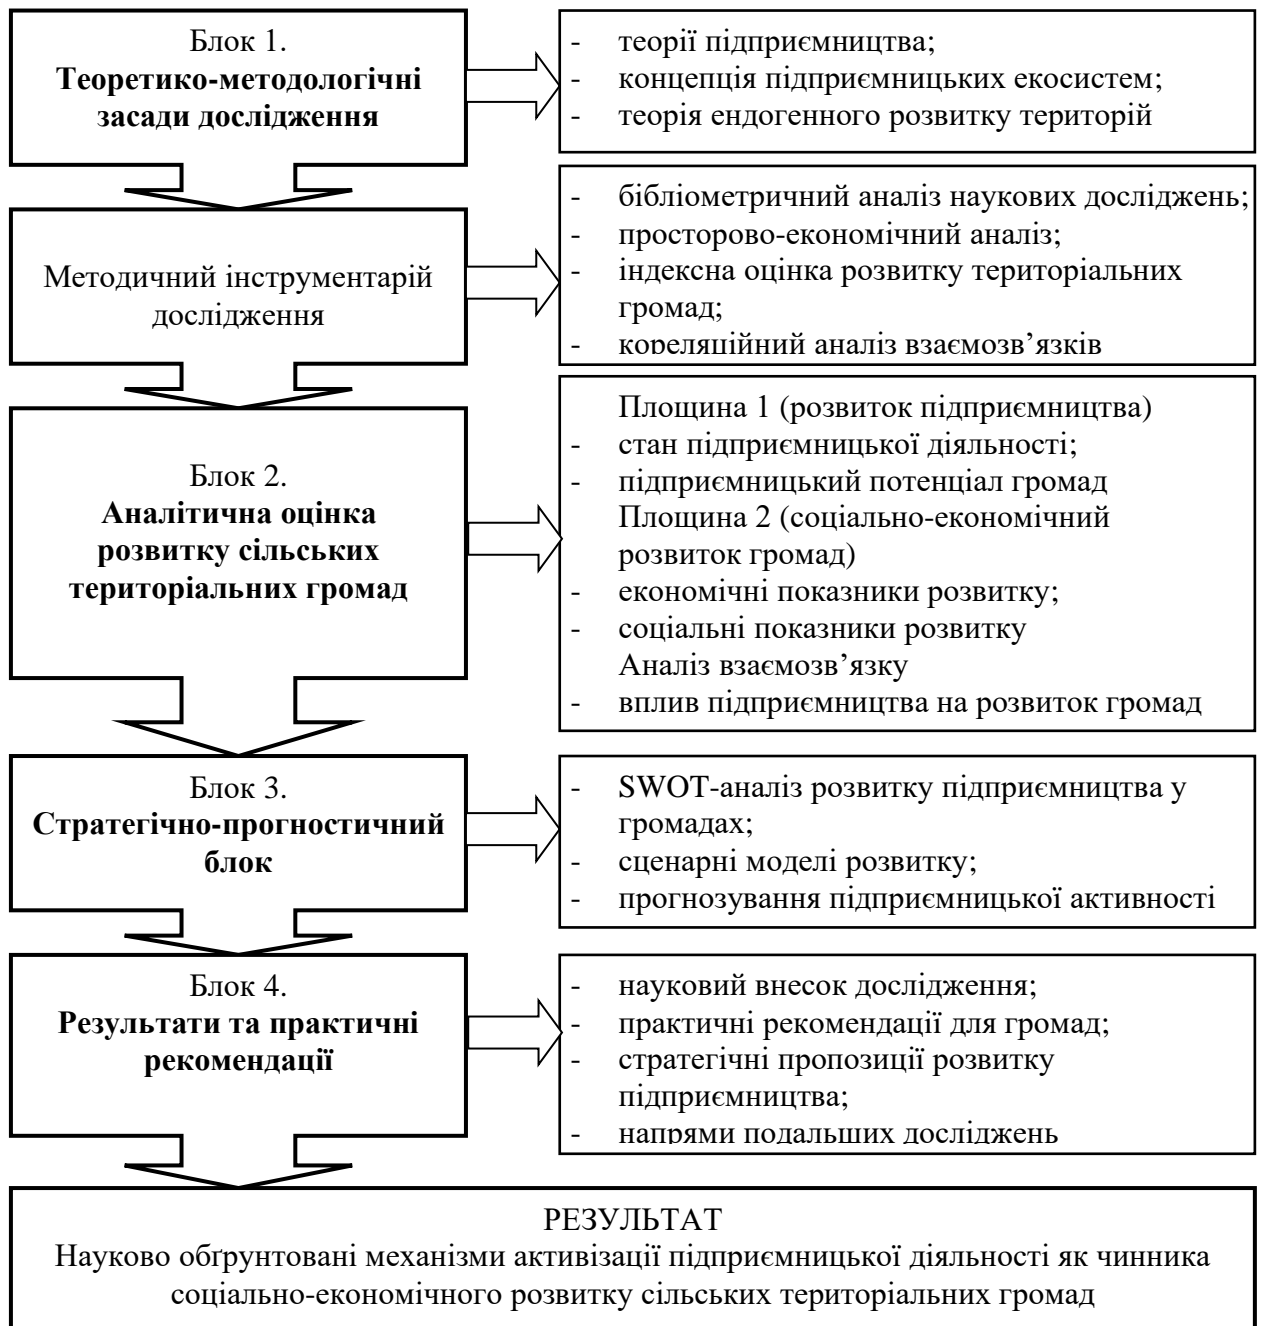 Блок 1.
Теоретико-методологічні
засади дослідження
- теорії підприємництва;
- концепція підприємницьких екосистем;
- теорія ендогенного розвитку територій
Методичний інструментарій
дослідження
- бібліометричний аналіз наукових досліджень;
- просторово-економічний аналіз;
- індексна оцінка розвитку територіальних
громад;
- кореляційний аналіз взаємозв’язків
Блок 2.
Аналітична оцінка
розвитку сільських
територіальних громад
Площина 1 (розвиток підприємництва)
- стан підприємницької діяльності;
- підприємницький потенціал громад
Площина 2 (соціально-економічний
розвиток громад)
- економічні показники розвитку;
- соціальні показники розвитку
Аналіз взаємозв’язку
- вплив підприємництва на розвиток громад
Блок 3.
Стратегічно-прогностичний
блок
- SWOT-аналіз розвитку підприємництва у
громадах;
- сценарні моделі розвитку;
- прогнозування підприємницької активності
Блок 4.
Результати та практичні
рекомендації
- науковий внесок дослідження;
- практичні рекомендації для громад;
- стратегічні пропозиції розвитку
підприємництва;
- напрями подальших досліджень
РЕЗУЛЬТАТ
Науково обґрунтовані механізми активізації підприємницької діяльності як чинника
соціально-економічного розвитку сільських територіальних громад